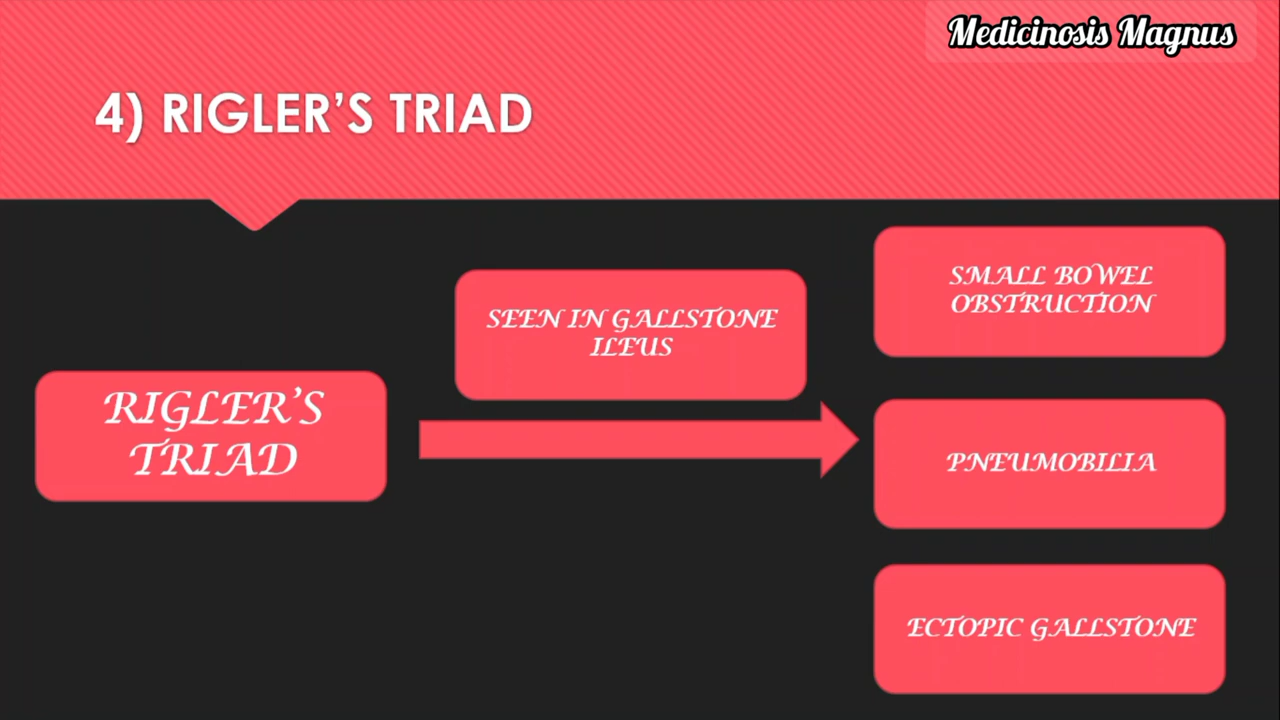 Medicinosis Magnus
4) RIGLER'S TRIAD
RIGLER'S
TRIAD
SEEN IN GALLSTONE
ILEUS
SMALL BOWEL
OBSTRUCTION
PNEUMOBILIA
ECTOPIC GALLSTONE